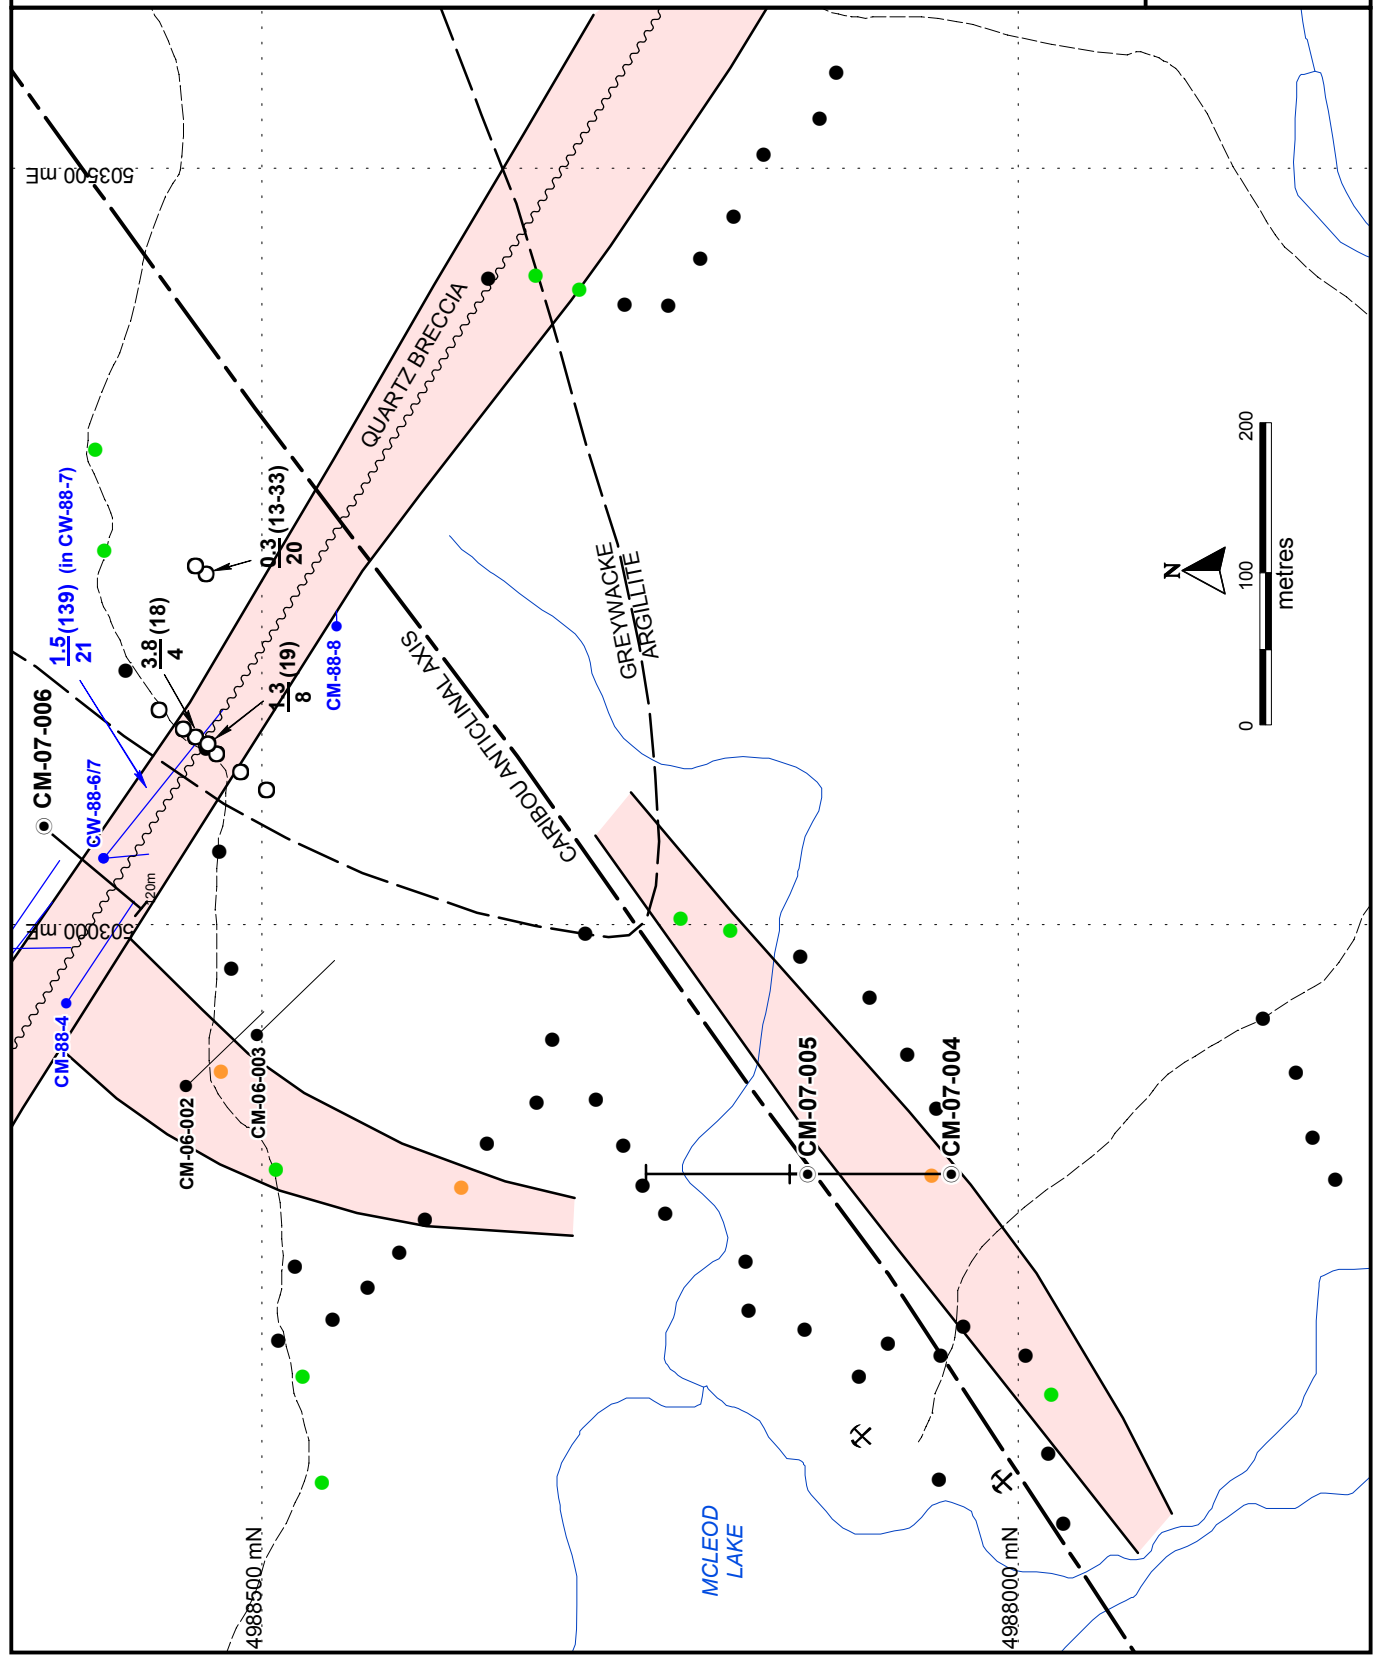 503500 mE
QUARTZ BRECCIA
1.5 (139) (in CW-88-7)
21
0.3 (13-33)
20
3.8 (18)
4
1.3 (19)
8
CM-88-8
CM-07-006
CW-88-6/7
CARIBOU ANTICLINAL AXIS
GREYWACKE
ARGILLITE
20m
503000 mE
CM-88-4
CM-06-002
CM-06-003
CM-07-005
CM-07-004
N
0
100
200
metres
MCLEOD
LAKE
4988500 mN
4988000 mN